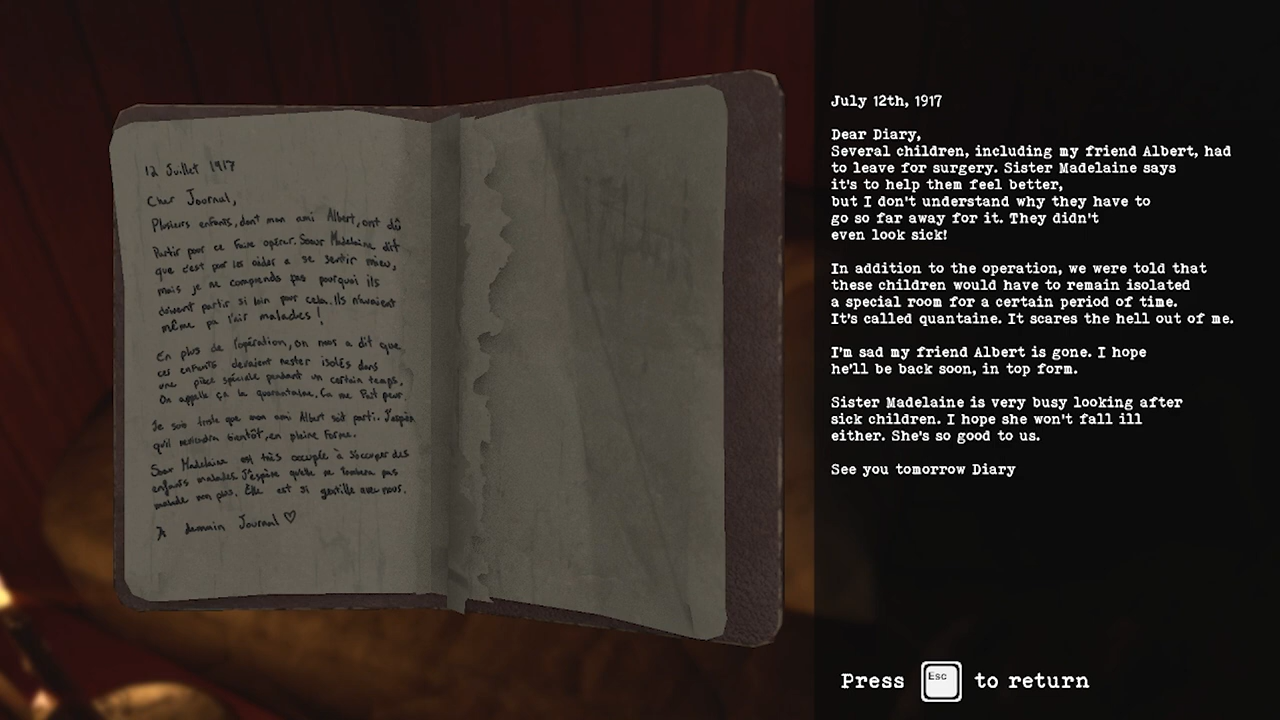 12 Juillet 1917
Cher Journal,
Plusieurs enfants, dont mon ami Albert, ont dû
Partir pour ce faire opérer. Soeur Madelaine dit
que c'est por les aider a se sentir mieu,
mais je ne comprends pas pourquoi ils
doivent partir si loin pour cela. Ils n'avaient
même pa l'air malades !
En plus de l'opération, on nous a dit que
ces enfants devraient rester isolés dans
une pièce spéciale pendant un certain temps.
On appelle ça la quarantaine. Ca me fait peur.
Je suis triste que mon ami Albert soit parti. J'espère
qu'il reviendra bientôt, en pleine forme.
Soeur Madelaine est très occupée à s'occuper des
enfants malades. J'espère qu'elle ne tombera pas
malade non plus. Elle est si gentille avec nous.
À demain Journal ♡
July 12th, 1917
Dear Diary,
Several children, including my friend Albert, had
to leave for surgery. Sister Madelaine says
it's to help them feel better,
but I don't understand why they have to
go so far away for it. They didn't
even look sick!
In addition to the operation, we were told that
these children would have to remain isolated
a special room for a certain period of time.
It's called quantaine. It scares the hell out of me.
I'm sad my friend Albert is gone. I hope
he'll be back soon, in top form.
Sister Madelaine is very busy looking after
sick children. I hope she won't fall ill
either. She's so good to us.
See you tomorrow Diary
Press Esc to return